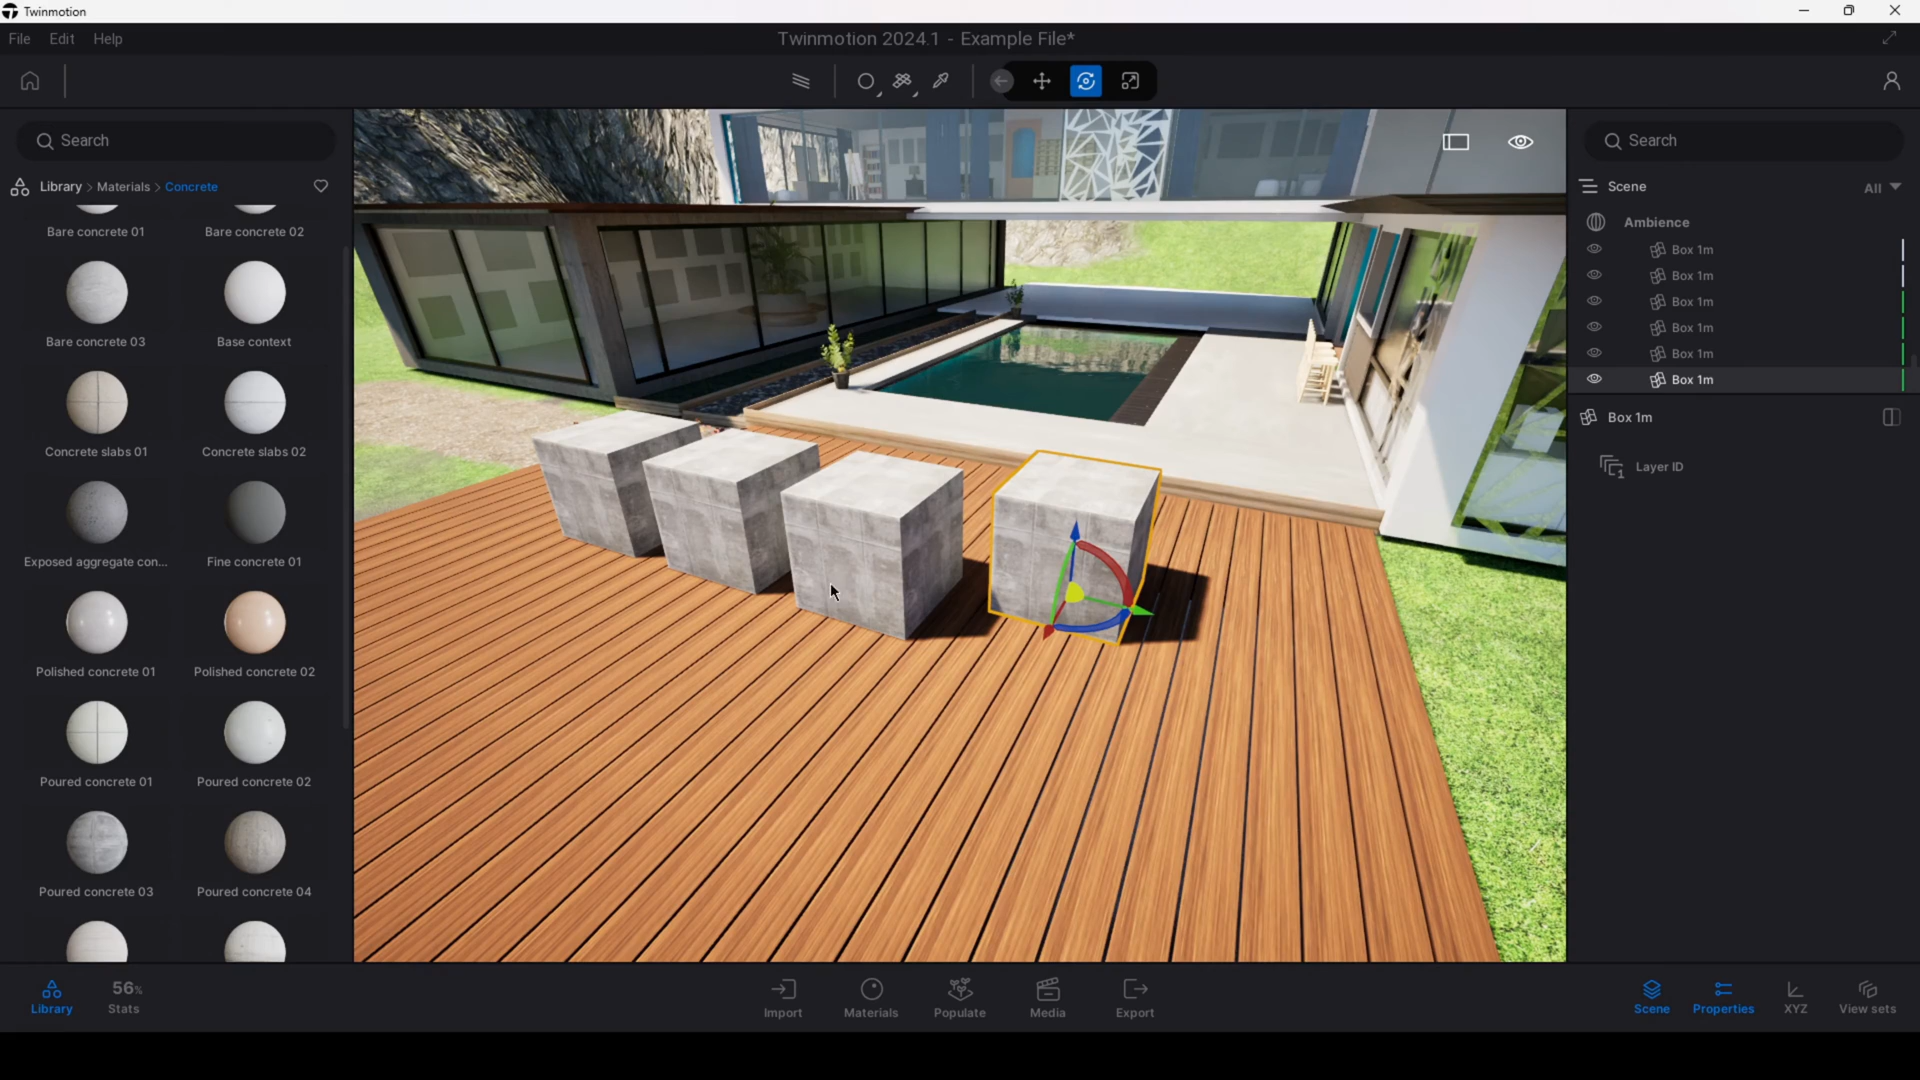 Twinmotion
File Edit Help
Twinmotion 2024.1 - Example File*
Search
Library > Materials > Concrete
Bare concrete 01 Bare concrete 02
Bare concrete 03 Base context
Concrete slabs 01 Concrete slabs 02
Exposed aggregate con... Fine concrete 01
Polished concrete 01 Polished concrete 02
Poured concrete 01 Poured concrete 02
Poured concrete 03 Poured concrete 04
Search
Scene All
Ambience
Box 1m
Box 1m
Box 1m
Box 1m
Box 1m
Box 1m
Box 1m
1 Layer ID
Library
56%
Stats
Import Materials Populate Media Export
Scene Properties XYZ View sets